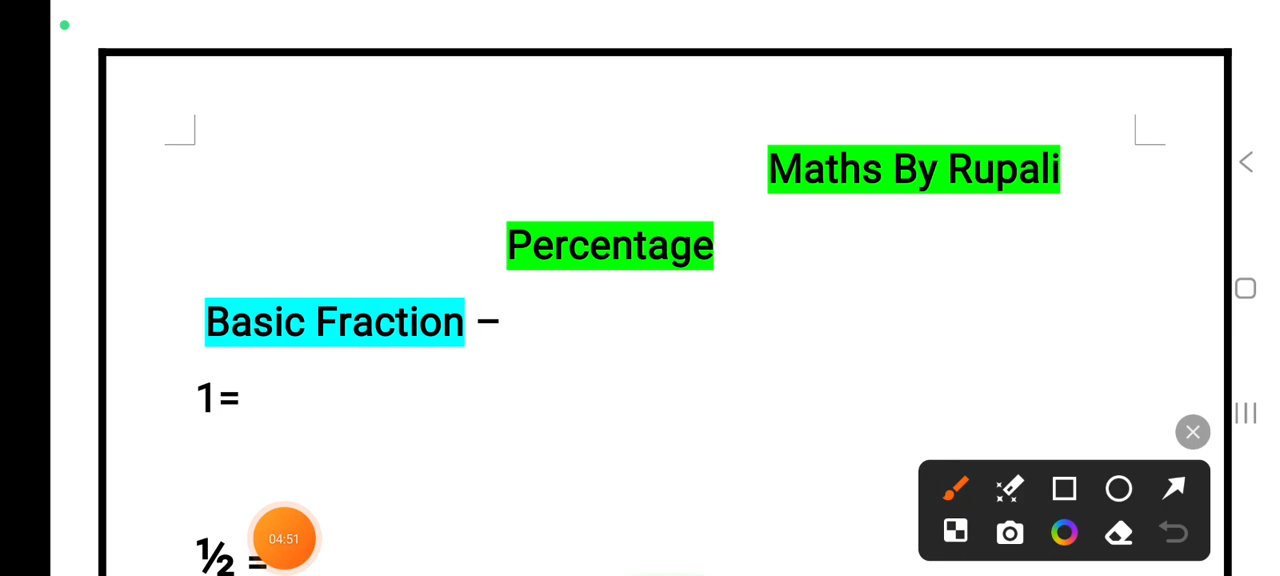 Maths By Rupali
Percentage
Basic Fraction –
1=
½ =
04:51